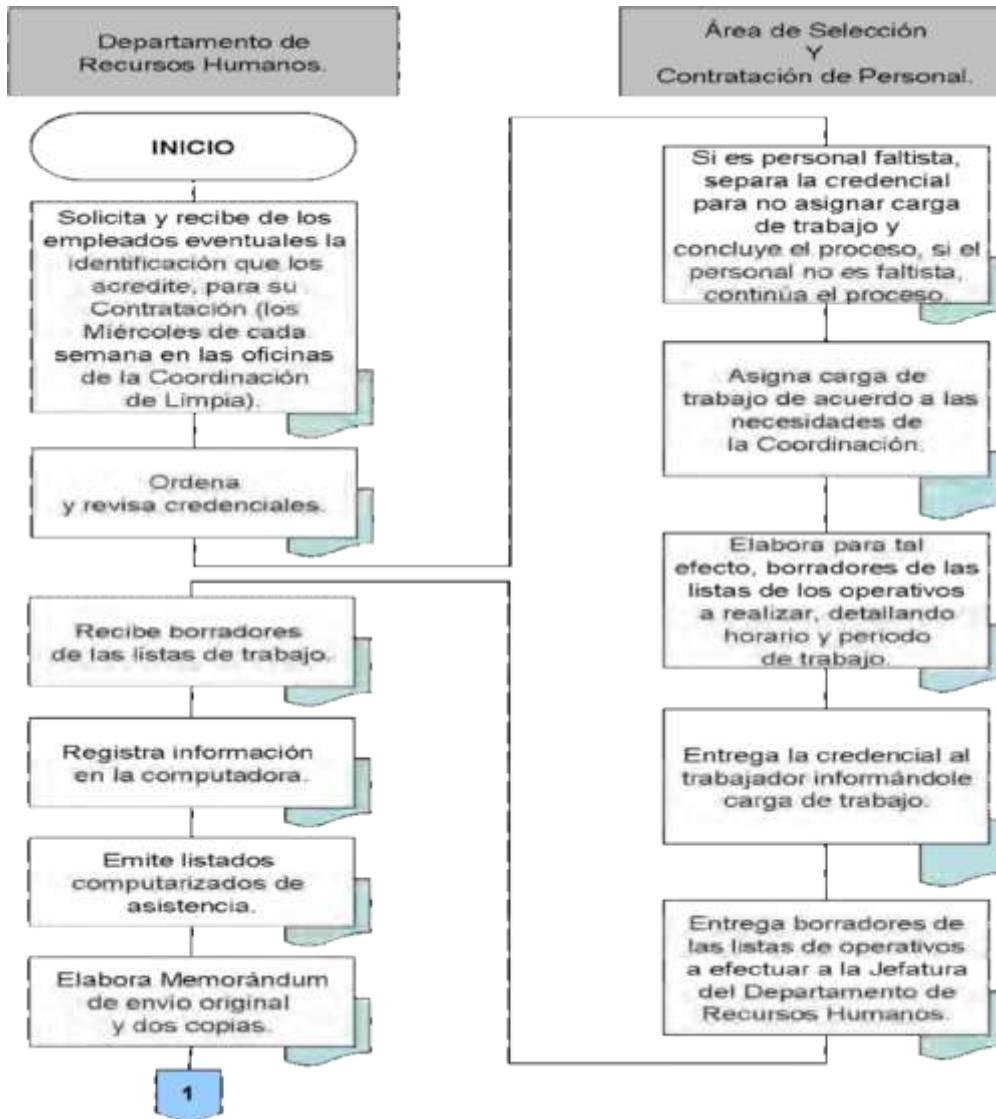 Departamento de
Recursos Humanos.
INICIO
Solicita y recibe de los
empleados eventuales la
identificación que los
acredite, para su
Contratación (los
Miércoles de cada
semana en las oficinas
de la Coordinación
de Limpia).
Ordena
y revisa credenciales.
Recibe borradores
de las listas de trabajo.
Registra información
en la computadora.
Emite listados
computarizados de
asistencia.
Elabora Memorándum
de envío original
y dos copias.
1
Área de Selección
Y
Contratación de Personal.
Si es personal faltista,
separa la credencial
para no asignar carga
de trabajo y
concluye el proceso, si el
personal no es faltista,
continúa el proceso.
Asigna carga de
trabajo de acuerdo a las
necesidades de
la Coordinación.
Elabora para tal
efecto, borradores de las
listas de los operativos
a realizar, detallando
horario y periodo
de trabajo.
Entrega la credencial al
trabajador informándole
carga de trabajo.
Entrega borradores de
las listas de operativos
a efectuar a la Jefatura
del Departamento de
Recursos Humanos.